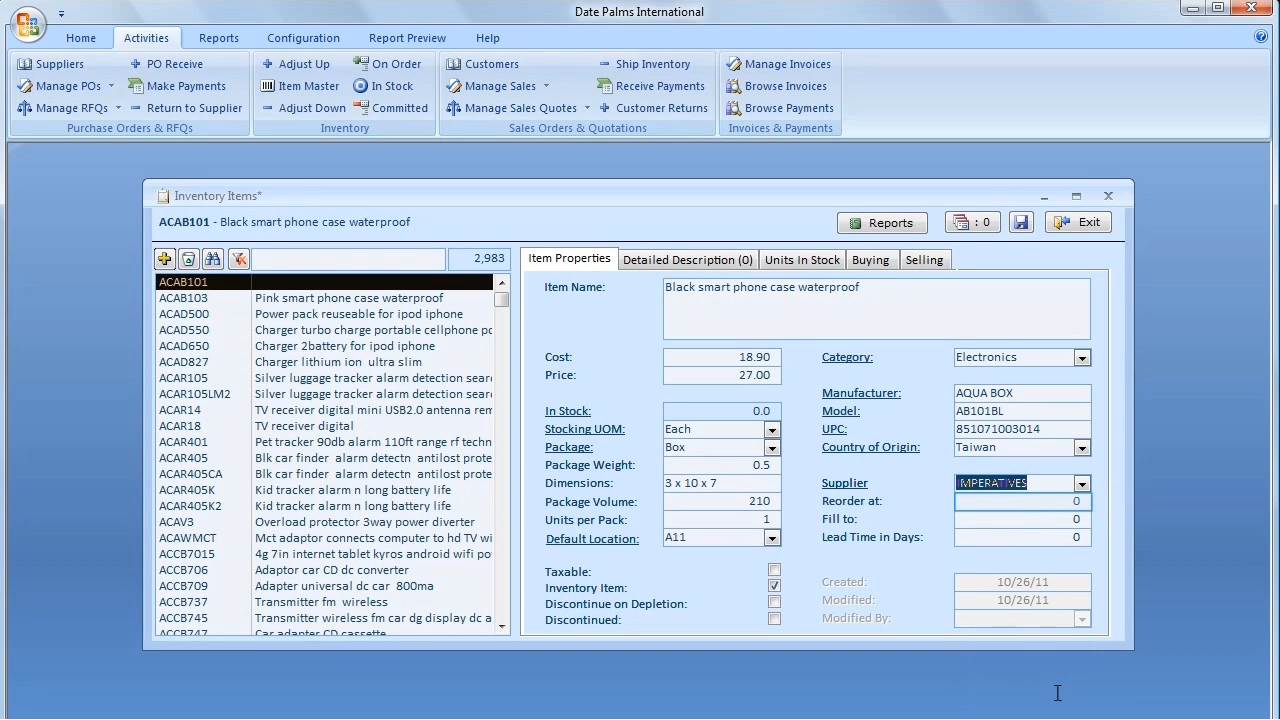 Date Palms International
Home Activities Reports Configuration Report Preview Help
Suppliers PO Receive Adjust Up On Order Customers Ship Inventory Manage Invoices
Manage POs Make Payments Item Master In Stock Manage Sales Receive Payments Browse Invoices
Manage RFQs Return to Supplier Adjust Down Committed Manage Sales Quotes Customer Returns Browse Payments
Purchase Orders & RFQs Inventory Sales Orders & Quotations Invoices & Payments
Inventory Items*
ACAB101 - Black smart phone case waterproof
Reports : 0 Exit
2,983
ACAB101
ACAB103 Pink smart phone case waterproof
ACAD500 Power pack reuseable for ipod iphone
ACAD550 Charger turbo charge portable cellphone pc
ACAD650 Charger 2battery for ipod iphone
ACAD827 Charger lithium ion ultra slim
ACAR105 Silver luggage tracker alarm detection sear
ACAR105LM2 Silver luggage tracker alarm detection sear
ACAR14 TV receiver digital mini USB2.0 antenna rem
ACAR18 TV receiver digital
ACAR401 Pet tracker 90db alarm 110ft range rf techn
ACAR405 Blk car finder alarm detectn antilost prote
ACAR405CA Blk car finder alarm detectn antilost prote
ACAR405K Kid tracker alarm n long battery life
ACAR405K2 Kid tracker alarm n long battery life
ACAV3 Overload protector 3way power diverter
ACAWMCT Mct adaptor connects computer to hd TV wi
ACCB7015 4g 7in internet tablet kyros android wifi po
ACCB706 Adaptor car CD dc converter
ACCB709 Adapter universal dc car 800ma
ACCB737 Transmitter fm wireless
ACCB745 Transmitter wireless fm car dg display dc a
ACCB747 Car adapter CD cassette
Item Properties Detailed Description (0) Units In Stock Buying Selling
Item Name: Black smart phone case waterproof
Cost: 18.90 Category: Electronics
Price: 27.00
Manufacturer: AQUA BOX
In Stock: 0.0 Model: AB101BL
Stocking UOM: Each UPC: 851071003014
Package: Box Country of Origin: Taiwan
Package Weight: 0.5
Dimensions: 3 x 10 x 7 Supplier IMPERATIVES
Package Volume: 210 Reorder at: 0
Units per Pack: 1 Fill to: 0
Default Location: A11 Lead Time in Days: 0
Taxable:
Inventory Item: Created: 10/26/11
Discontinue on Depletion: Modified: 10/26/11
Discontinued: Modified By: